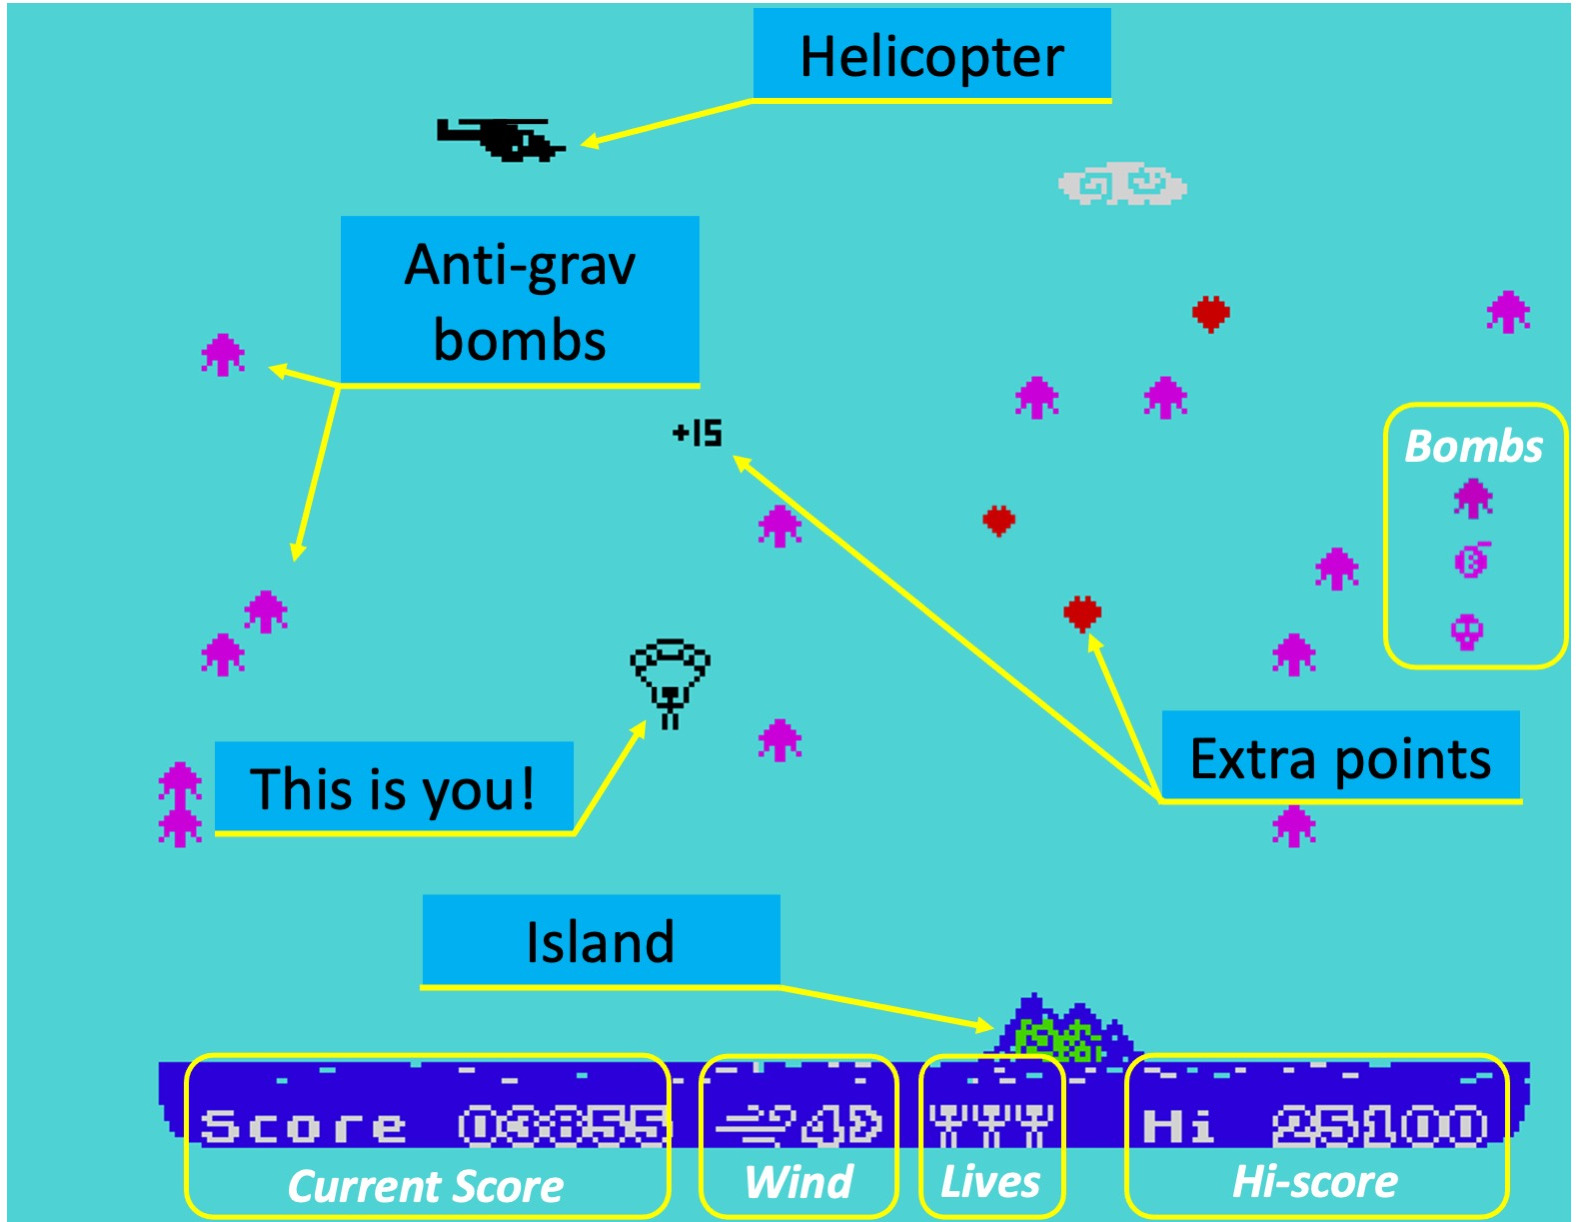 Helicopter
Anti-grav
bombs
+15
Bombs
This is you!
Extra points
Island
Score 03855
4
Hi 25100
Current Score
Wind
Lives
Hi-score